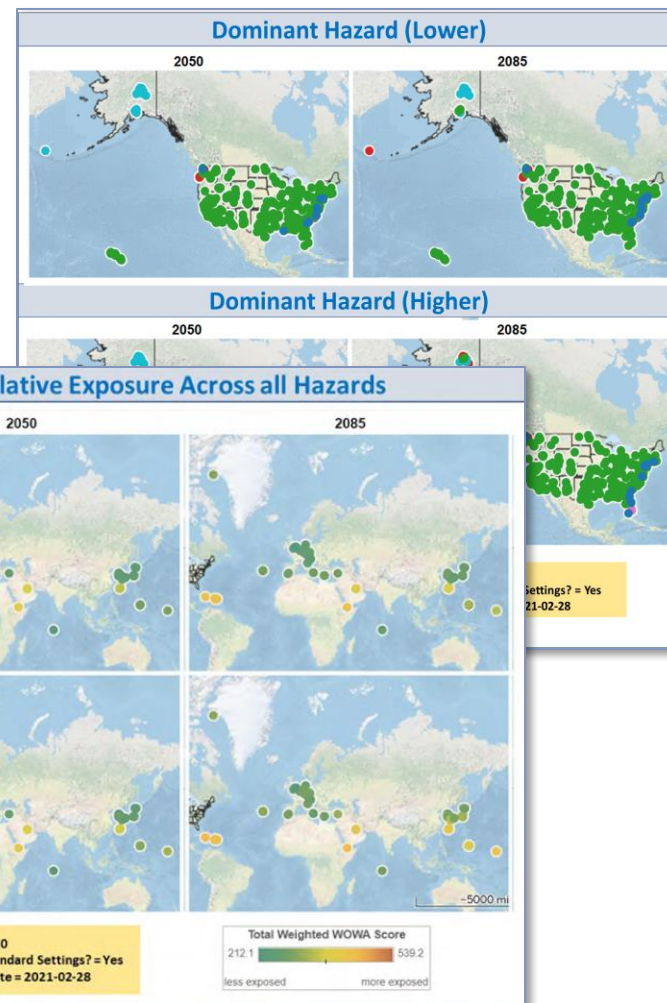 Dominant Hazard (Lower)
2050
2085
Dominant Hazard (Higher)
2050
2085
lative Exposure Across all Hazards
2050
2085
Settings? = Yes
21-02-28
~5000 mi
0
ndard Settings? = Yes
te = 2021-02-28
Total Weighted WOWA Score
212.1 539.2
less exposed more exposed